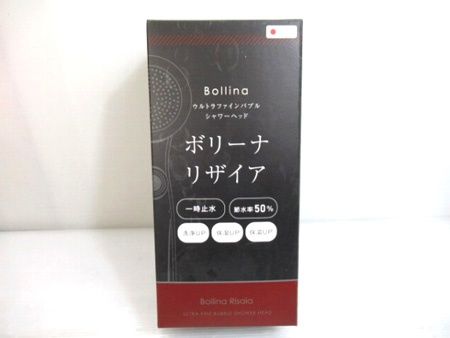 Bollina
ウルトラファインバブル
シャワーヘッド
ボリーナ
リザイア
一時止水 節水率50%
洗浄UP 保湿UP 保温UP
Bollina Risaia
ULTRA FINE BUBBLE SHOWER HEAD